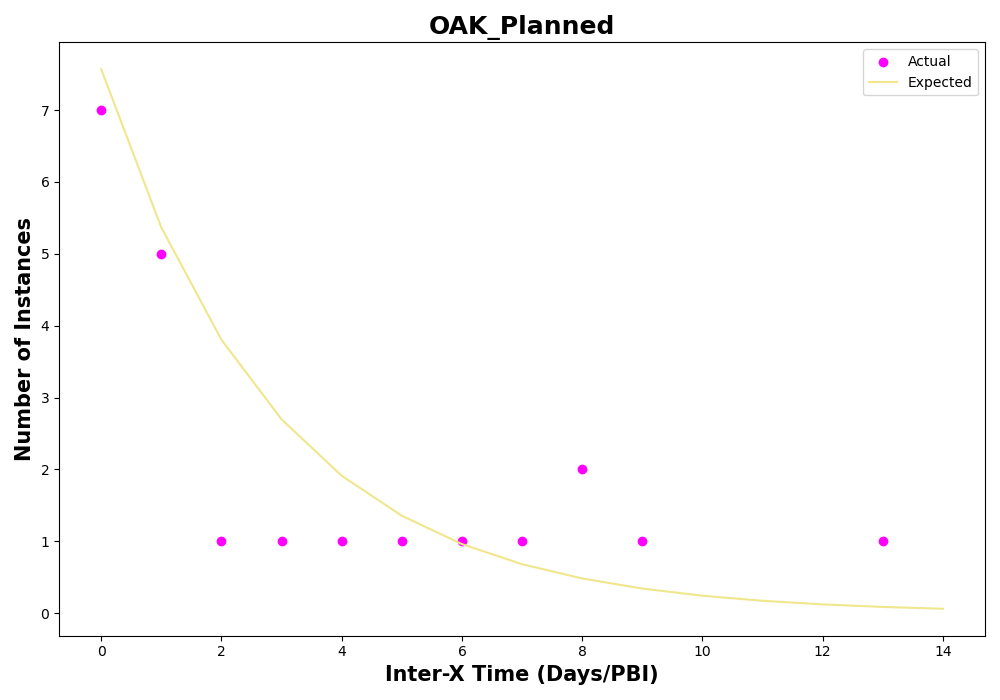 OAK_Planned
Actual
Expected
Number of Instances
7
6
5
4
3
2
1
0
0 2 4 6 8 10 12 14
Inter-X Time (Days/PBI)